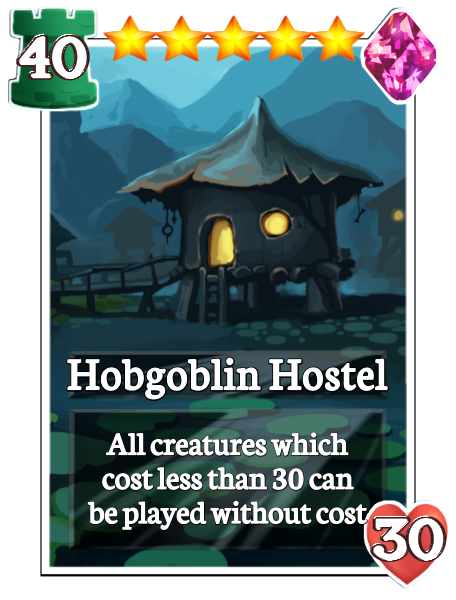 40
Hobgoblin Hostel
All creatures which
cost less than 30 can
be played without cost
30